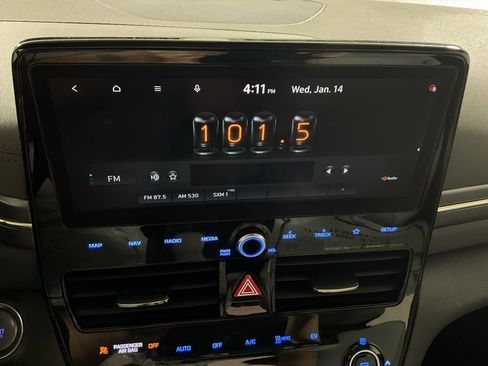 4:11 PM Wed, Jan. 14
101.5
FM
HD Radio
FM 87.5 AM 530 SXM 1
MAP NAV RADIO MEDIA PWR PUSH VOL SEEK TRACK SETUP
PASSENGER AIR BAG OFF AUTO OFF A/C HEAT EV